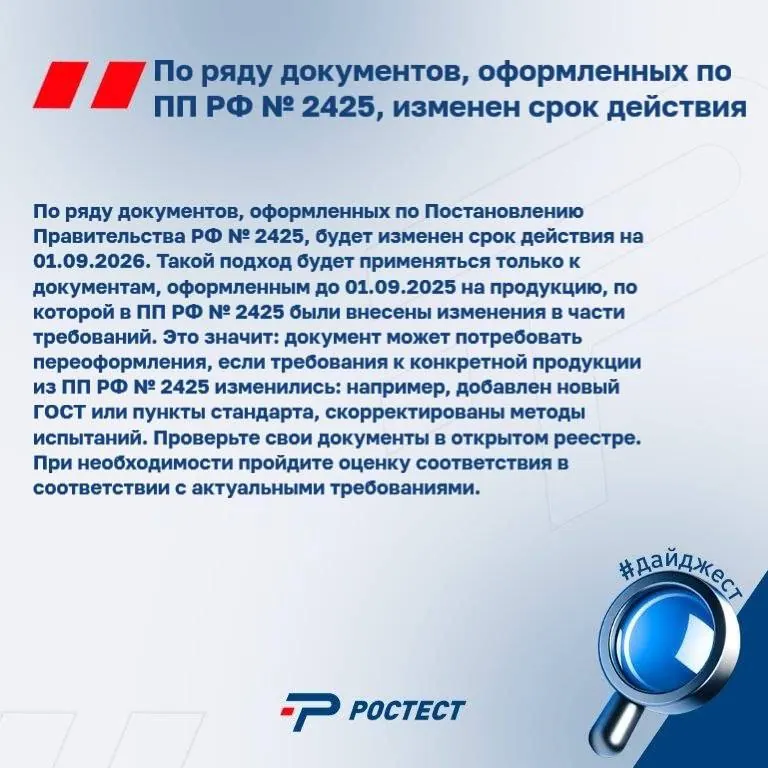 По ряду документов, оформленных по
ПП РФ № 2425, изменен срок действия
По ряду документов, оформленных по Постановлению
Правительства РФ № 2425, будет изменен срок действия на
01.09.2026. Такой подход будет применяться только к
документам, оформленным до 01.09.2025 на продукцию, по
которой в ПП РФ № 2425 были внесены изменения в части
требований. Это значит: документ может потребовать
переоформления, если требования к конкретной продукции
из ПП РФ № 2425 изменились: например, добавлен новый
ГОСТ или пункты стандарта, скорректированы методы
испытаний. Проверьте свои документы в открытом реестре.
При необходимости пройдите оценку соответствия в
соответствии с актуальными требованиями.
#дайджест
РОСТЕСТ